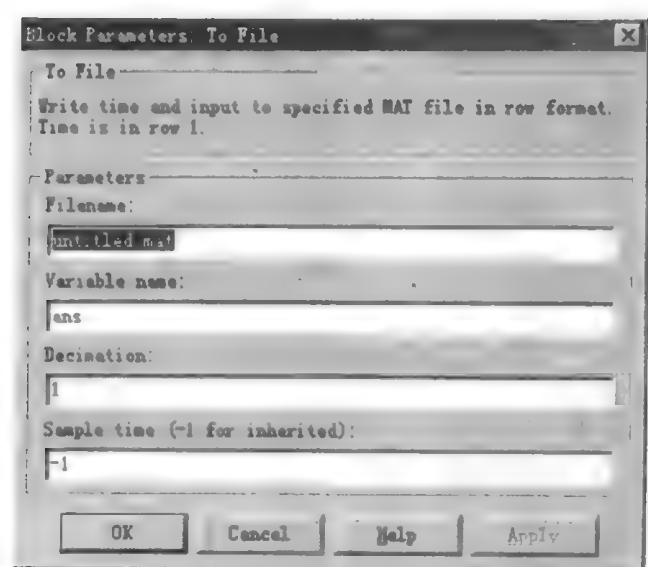 Block Parameters: To File
To File
Write time and input to specified MAT file in row format.
Time is in row 1.
Parameters
Filename:
untitled.mat
Variable name:
ans
Decimation:
1
Sample time (-1 for inherited):
-1
OK
Cancel
Help
Apply